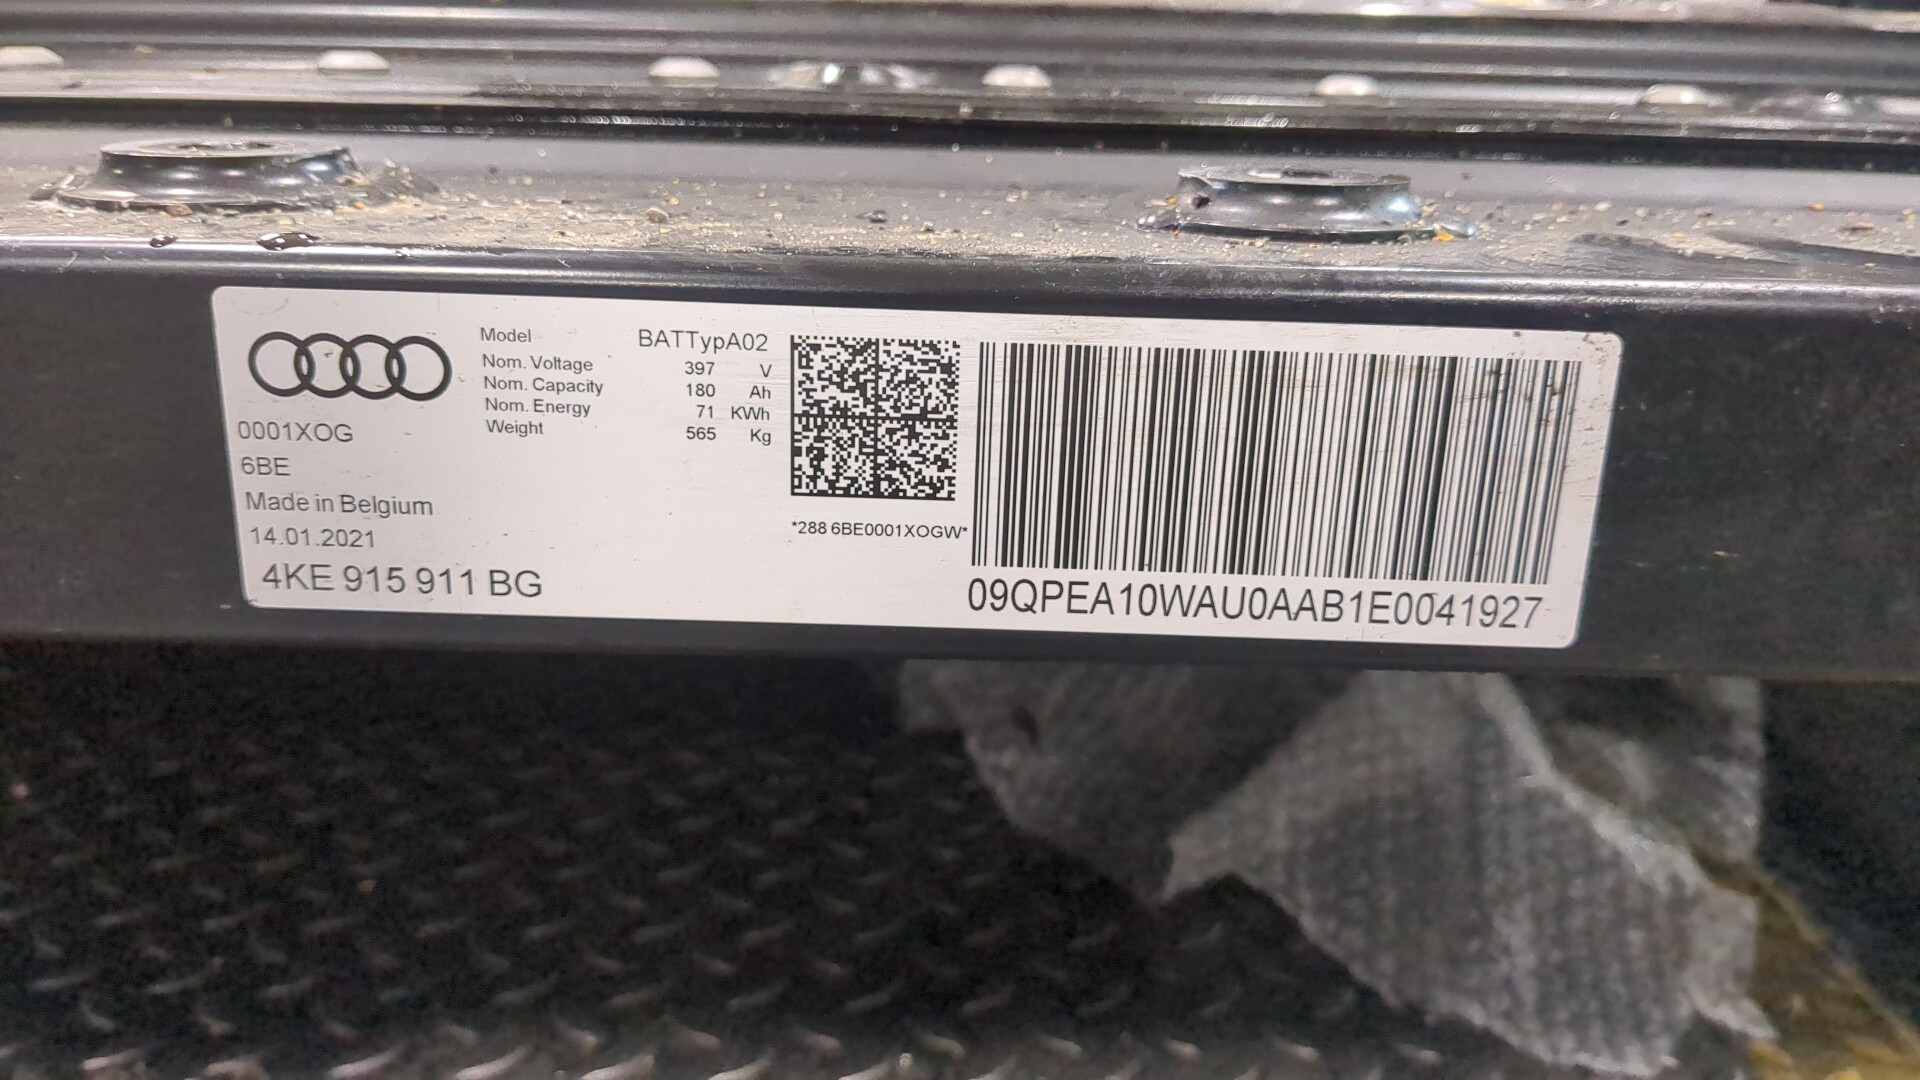 Model BATTypA02
Nom. Voltage 397 V
Nom. Capacity 180 Ah
Nom. Energy 71 KWh
Weight 565 Kg
0001XOG
6BE
Made in Belgium
14.01.2021
4KE 915 911 BG
*288 6BE0001XOGW*
09QPEA10WAU0AAB1E0041927